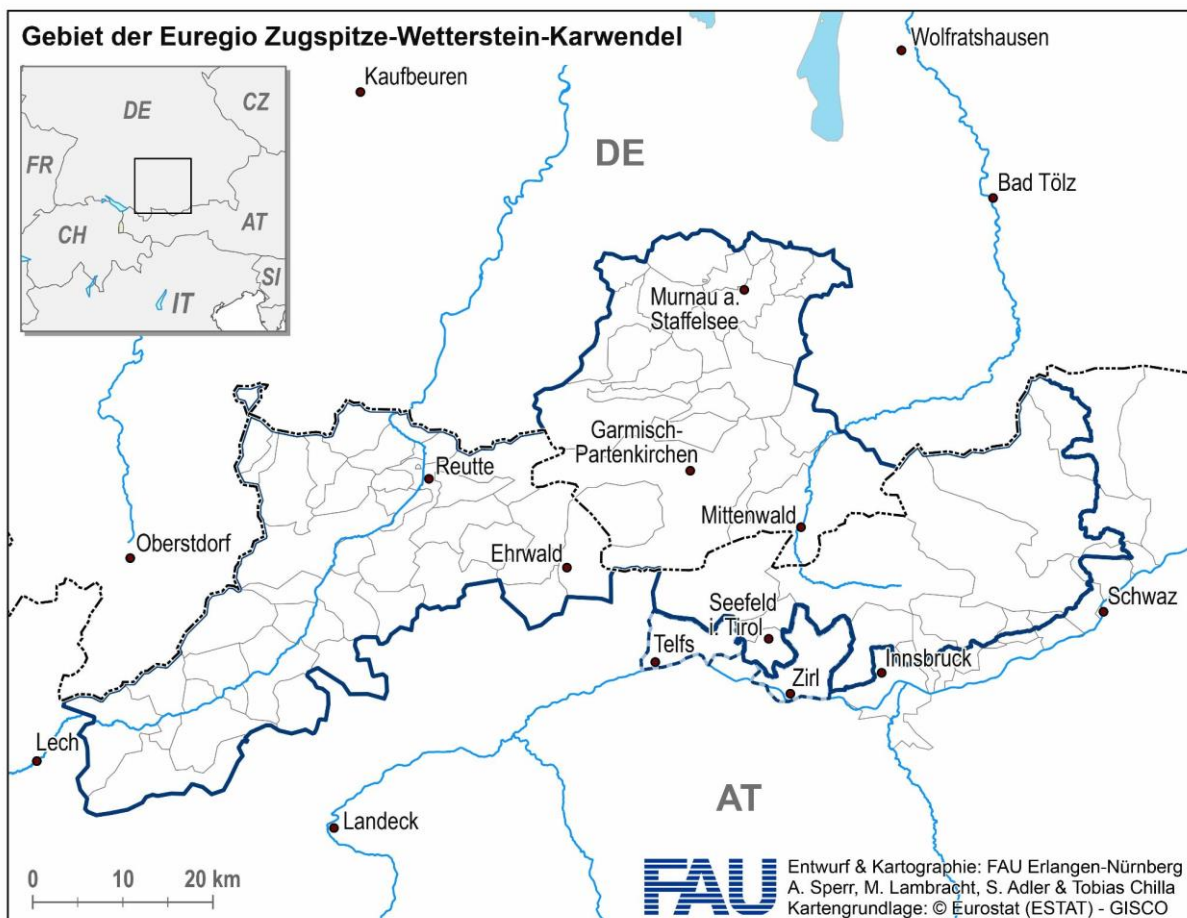 Gebiet der Euregio Zugspitze-Wetterstein-Karwendel
DE
CZ
FR
AT
CH
SI
IT
Kaufbeuren
Wolfratshausen
DE
Bad Tölz
Murnau a.
Staffelsee
Garmisch-
Partenkirchen
Reutte
Mittenwald
Oberstdorf
Ehrwald
Schwaz
Seefeld
i. Tirol
Telfs
Innsbruck
Zirl
Lech
AT
Landeck
0 10 20 km
FAU
Entwurf & Kartographie: FAU Erlangen-Nürnberg
A. Sperr, M. Lambracht, S. Adler & Tobias Chilla
Kartengrundlage: © Eurostat (ESTAT) - GISCO